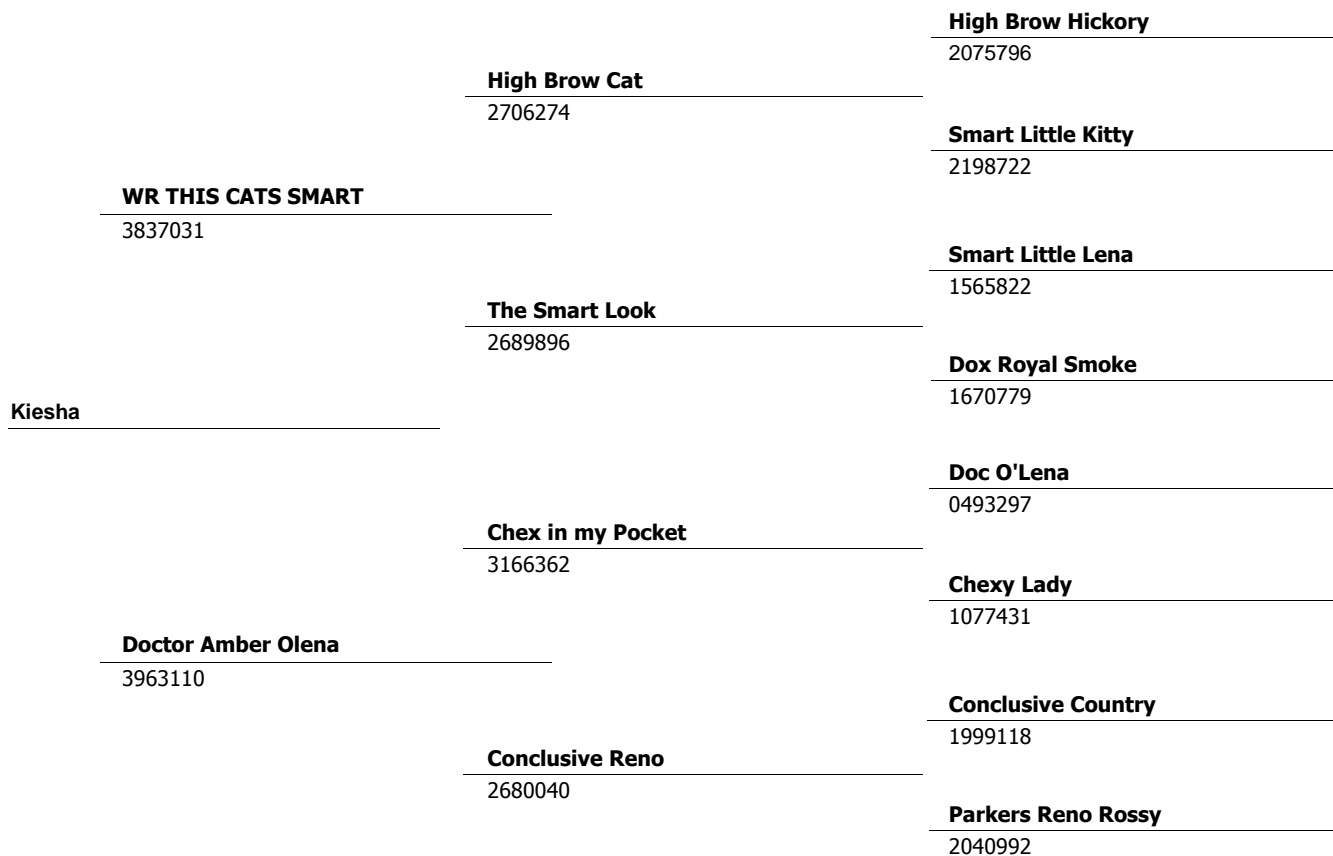 High Brow Hickory
2075796
High Brow Cat
2706274
Smart Little Kitty
2198722
WR THIS CATS SMART
3837031
Smart Little Lena
1565822
The Smart Look
2689896
Dox Royal Smoke
1670779
Kiesha
Doc O'Lena
0493297
Chex in my Pocket
3166362
Chexy Lady
1077431
Doctor Amber Olena
3963110
Conclusive Country
1999118
Conclusive Reno
2680040
Parkers Reno Rossy
2040992